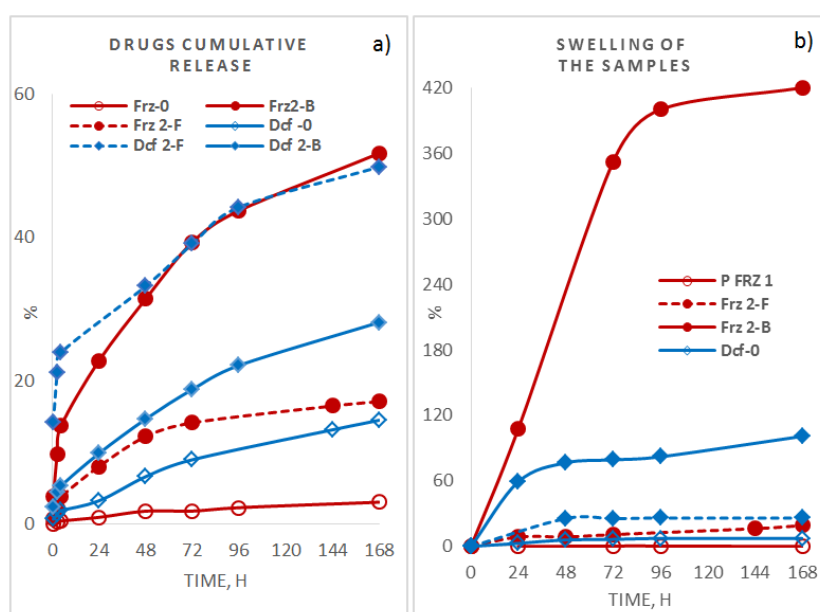 DRUGS CUMULATIVE
RELEASE
a)
Frz-0
Frz2-B
Frz 2-F
Dcf -0
Dcf 2-F
Dcf 2-B
60
40
20
0
%
0 24 48 72 96 120 144 168
TIME, H
SWELLING OF
THE SAMPLES
b)
420
360
300
240
180
120
60
0
%
P FRZ 1
Frz 2-F
Frz 2-B
Dcf-0
0 24 48 72 96 120 144 168
TIME, H